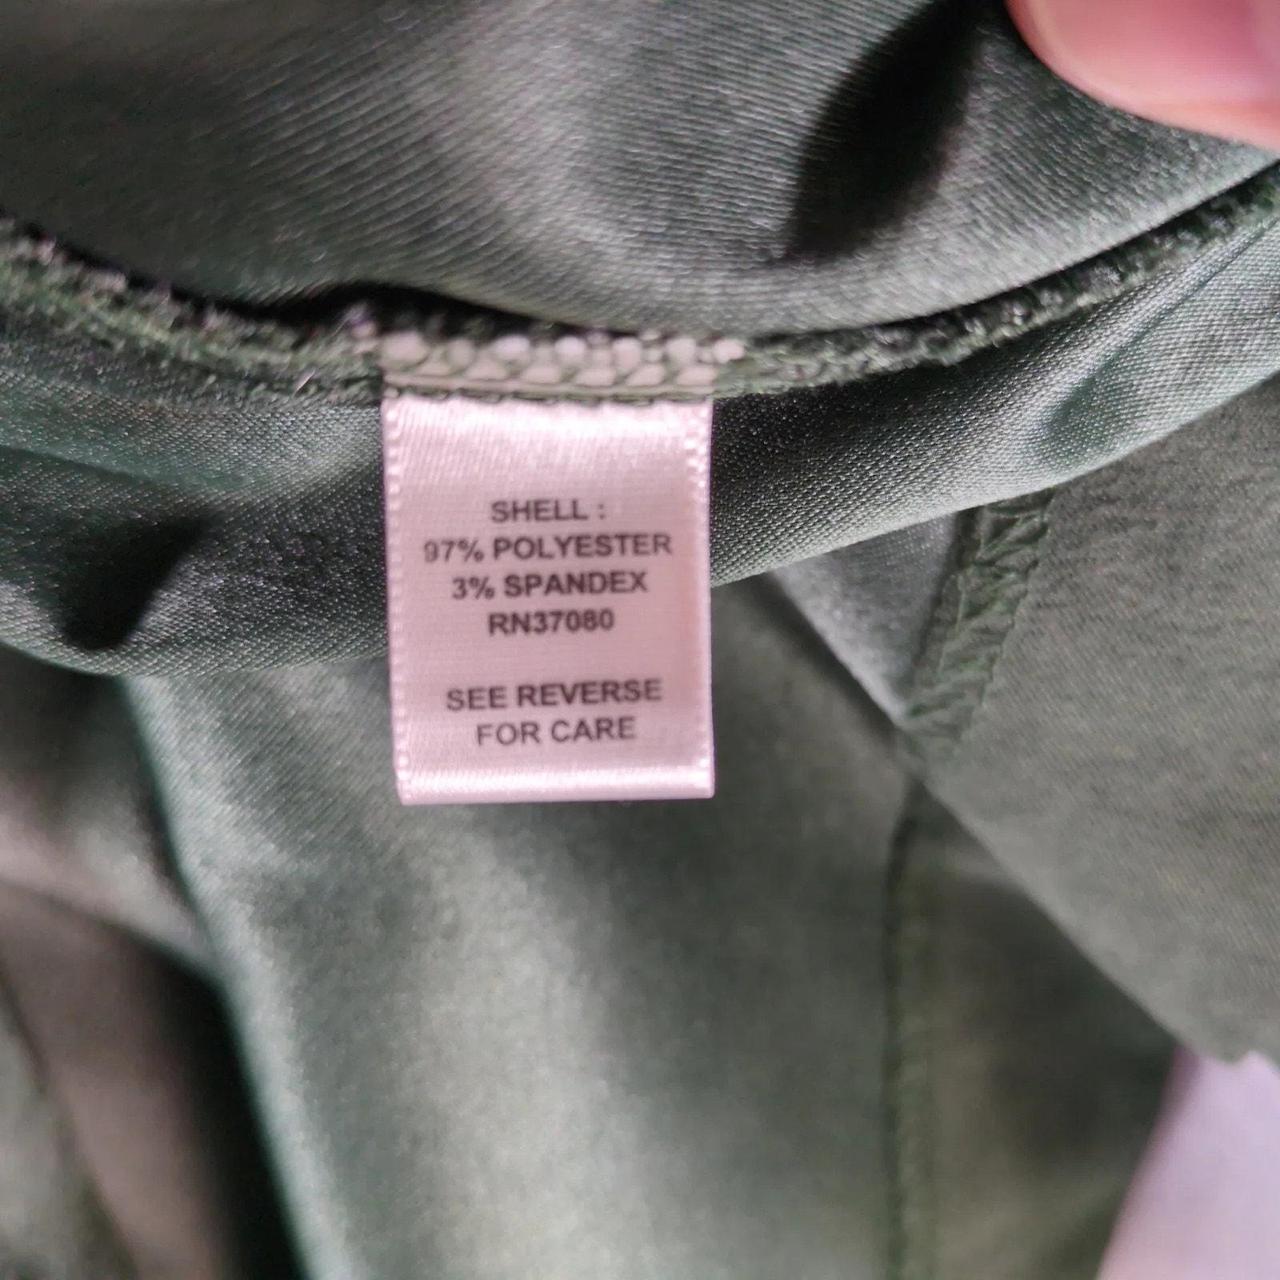 SHELL :
97% POLYESTER
3% SPANDEX
RN37080
SEE REVERSE
FOR CARE